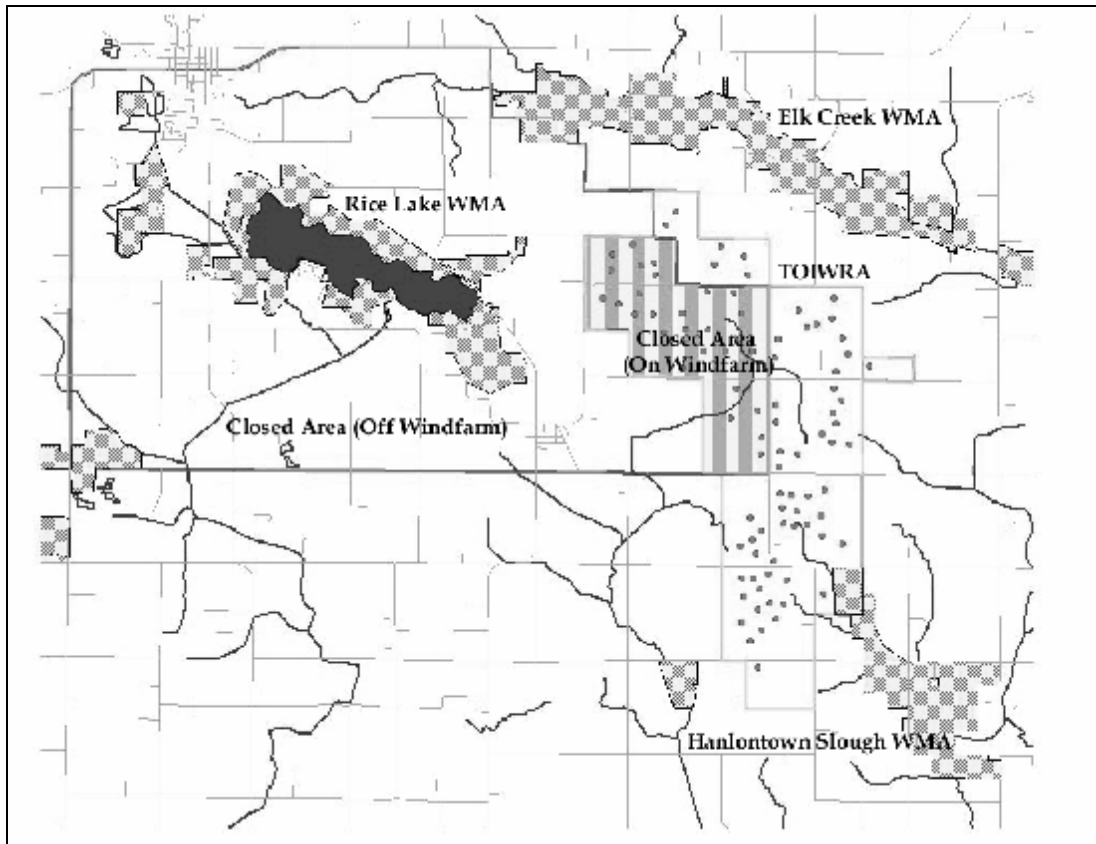 Elk Creek WMA
Rice Lake WMA
TOIWRA
Closed Area
(On Windfarm)
Closed Area (Off Windfarm)
Hanlontown Slough WMA